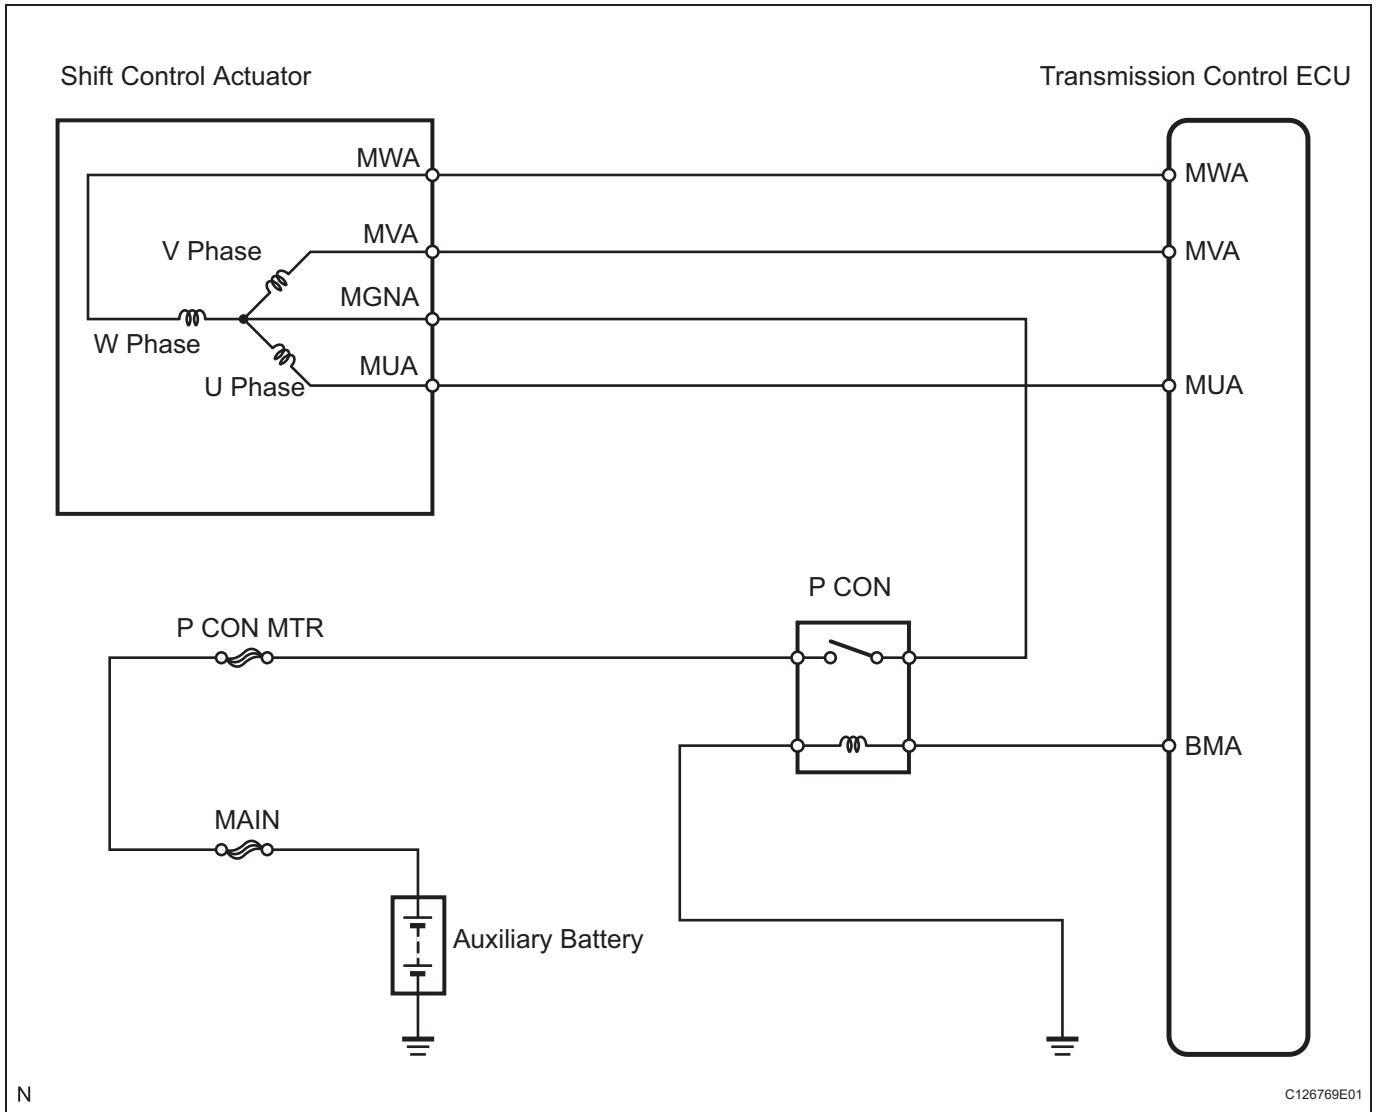 Shift Control Actuator
Transmission Control ECU
MWA
MWA
V Phase
MVA
MVA
MGNA
W Phase
U Phase
MUA
MUA
P CON
P CON MTR
BMA
MAIN
Auxiliary Battery
N
C126769E01